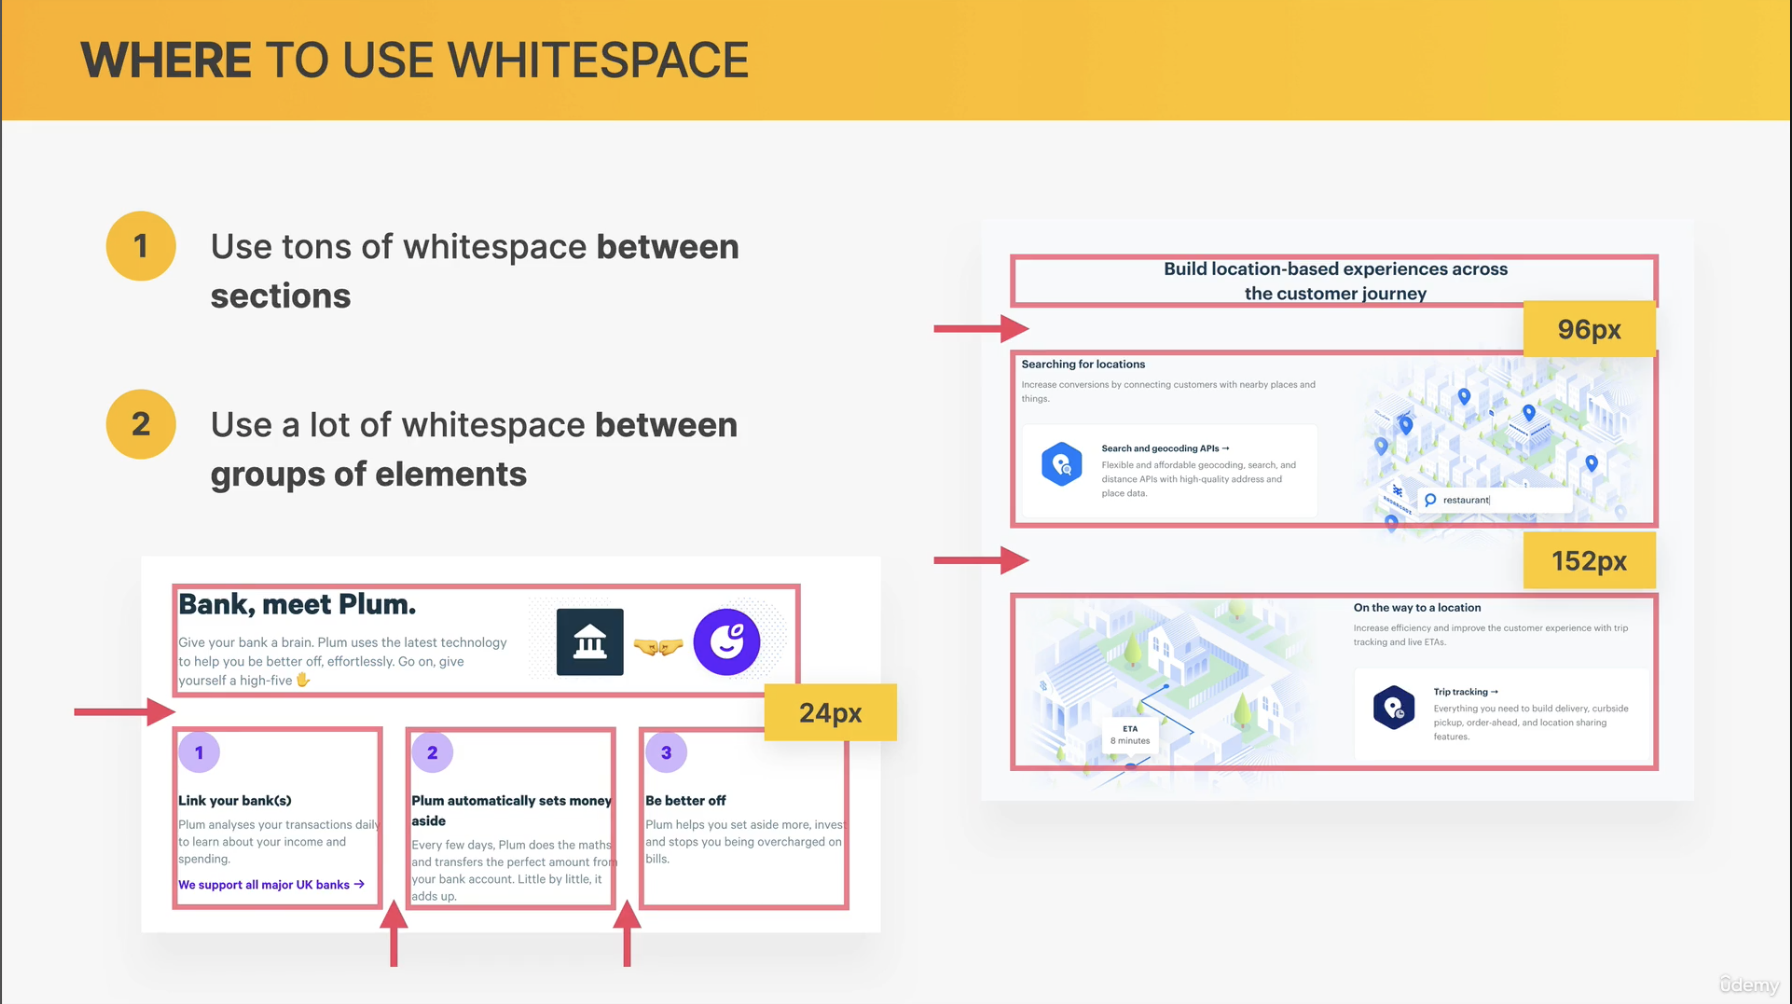 WHERE TO USE WHITESPACE
1
Use tons of whitespace between
sections
2
Use a lot of whitespace between
groups of elements
Bank, meet Plum.
Give your bank a brain. Plum uses the latest technology
to help you be better off, effortlessly. Go on, give
yourself a high-five ✋
24px
1
Link your bank(s)
Plum analyses your transactions daily
to learn about your income and
spending.
We support all major UK banks →
2
Plum automatically sets money
aside
Every few days, Plum does the maths
and transfers the perfect amount from
your bank account. Little by little, it
adds up.
3
Be better off
Plum helps you set aside more, invest
and stops you being overcharged on
bills.
Build location-based experiences across
the customer journey
96px
Searching for locations
Increase conversions by connecting customers with nearby places and
things.
Search and geocoding APIs →
Flexible and affordable geocoding, search, and
distance APIs with high-quality address and
place data.
restaurant
152px
ETA
8 minutes
On the way to a location
Increase efficiency and improve the customer experience with trip
tracking and live ETAs.
Trip tracking →
Everything you need to build delivery, curbside
pickup, order-ahead, and location sharing
features.
ûdemy